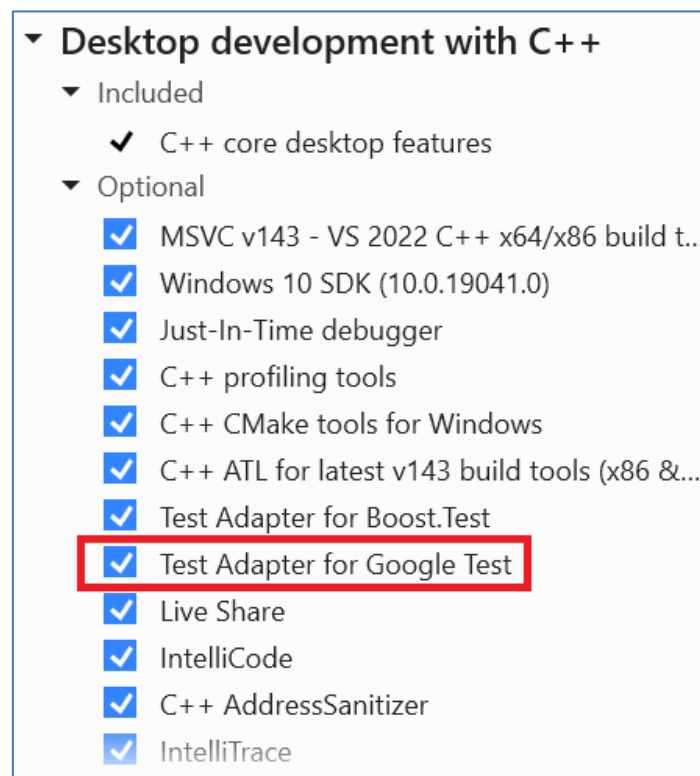 Desktop development with C++
Included
C++ core desktop features
Optional
MSVC v143 - VS 2022 C++ x64/x86 build t...
Windows 10 SDK (10.0.19041.0)
Just-In-Time debugger
C++ profiling tools
C++ CMake tools for Windows
C++ ATL for latest v143 build tools (x86 &...
Test Adapter for Boost.Test
Test Adapter for Google Test
Live Share
IntelliCode
C++ AddressSanitizer
IntelliTrace